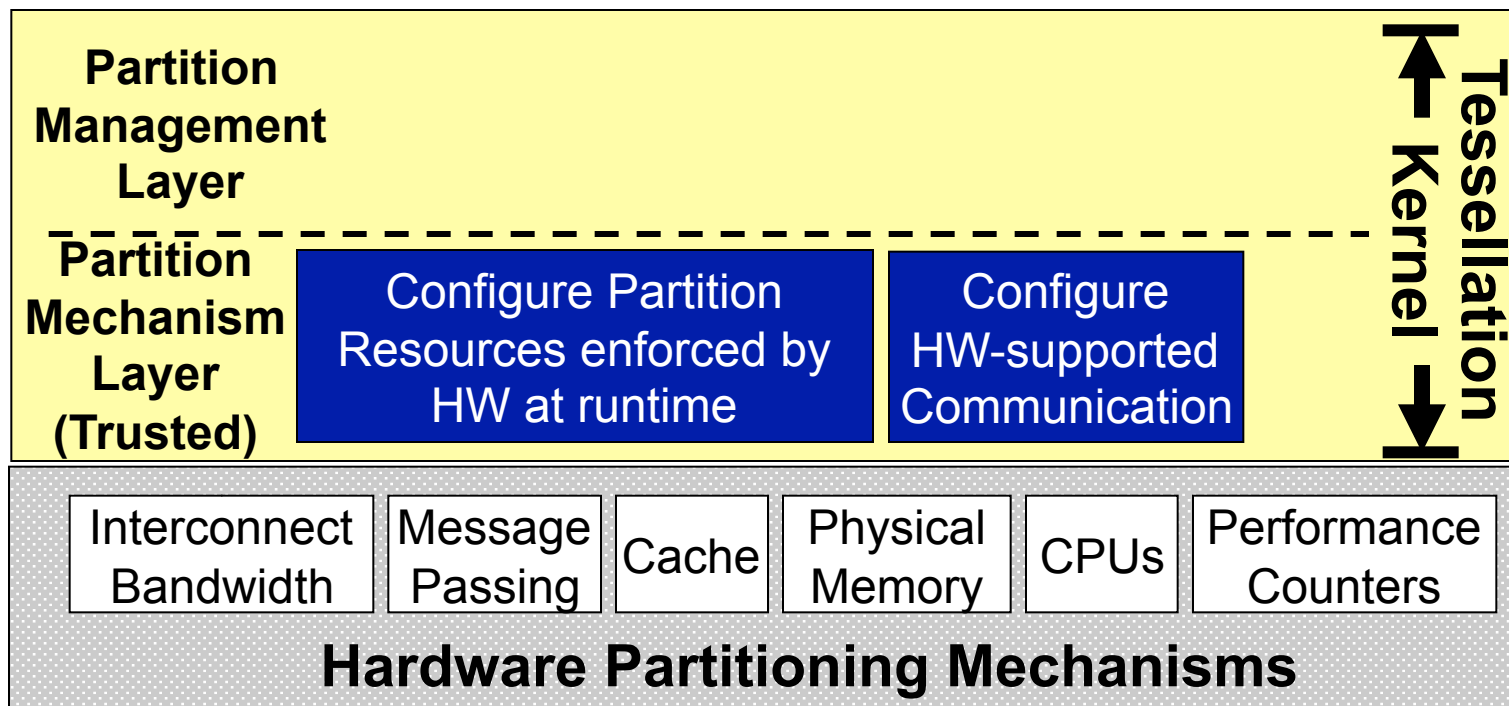 Partition
Management
Layer
Partition
Mechanism
Layer
(Trusted)
Configure Partition
Resources enforced by
HW at runtime
Configure
HW-supported
Communication
Tessellation
Kernel
Interconnect
Bandwidth
Message
Passing
Cache
Physical
Memory
CPUs
Performance
Counters
Hardware Partitioning Mechanisms